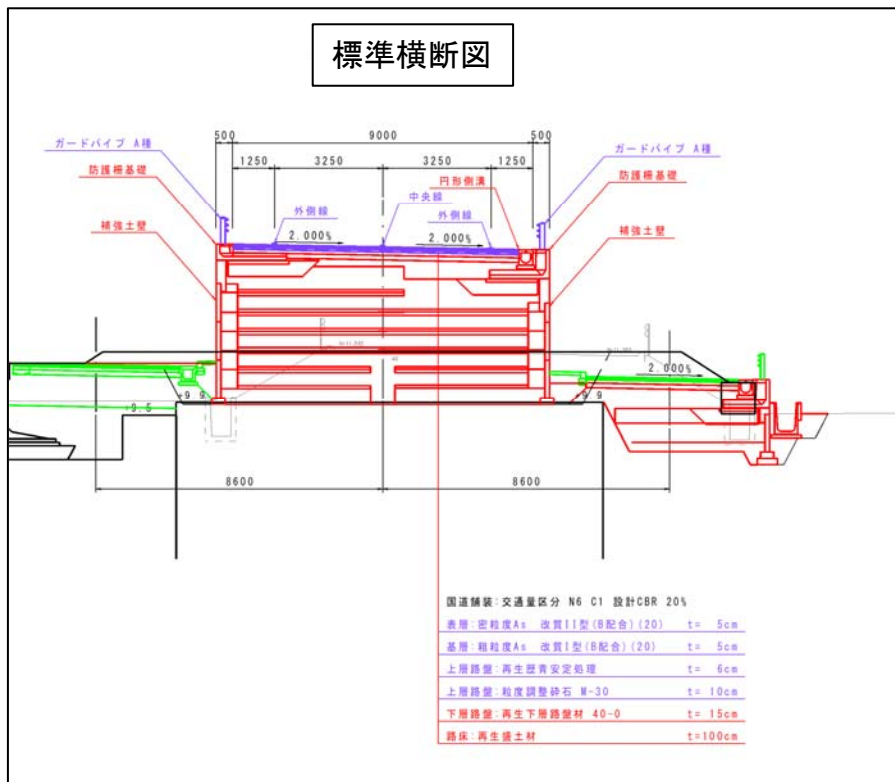 標準横断図
500 9000 500
1250 3250 3250 1250
ガードパイプ A種
ガードパイプ A種
防護柵基礎
円形側溝
防護柵基礎
中央線
外側線
外側線
補強土壁
補強土壁
2.000%
2.000%
2.000%
8600
8600
国道舗装:交通量区分 N6 C1 設計CBR 20%
表層:密粒度As 改質II型(B配合)(20) t= 5cm
基層:粗粒度As 改質I型(B配合)(20) t= 5cm
上層路盤:再生歴青安定処理 t= 6cm
上層路盤:粒度調整砕石 M-30 t= 10cm
下層路盤:再生下層路盤材 40-0 t= 15cm
路床:再生盛土材 t=100cm